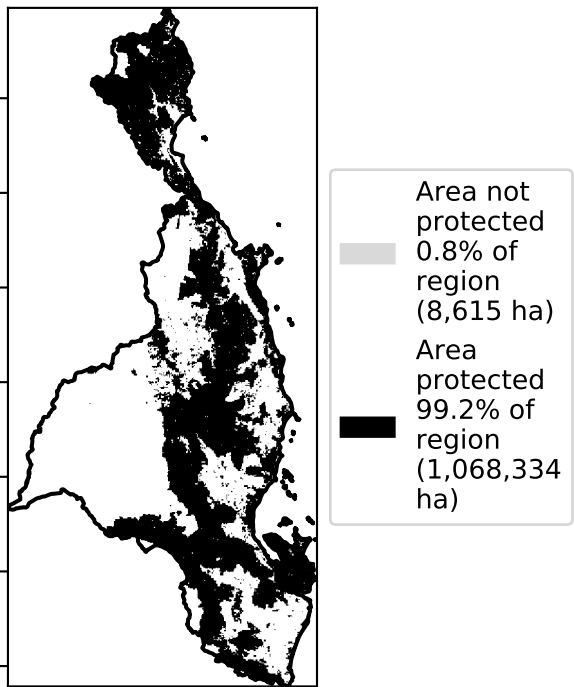 Area not
protected
0.8% of
region
(8,615 ha)
Area
protected
99.2% of
region
(1,068,334
ha)